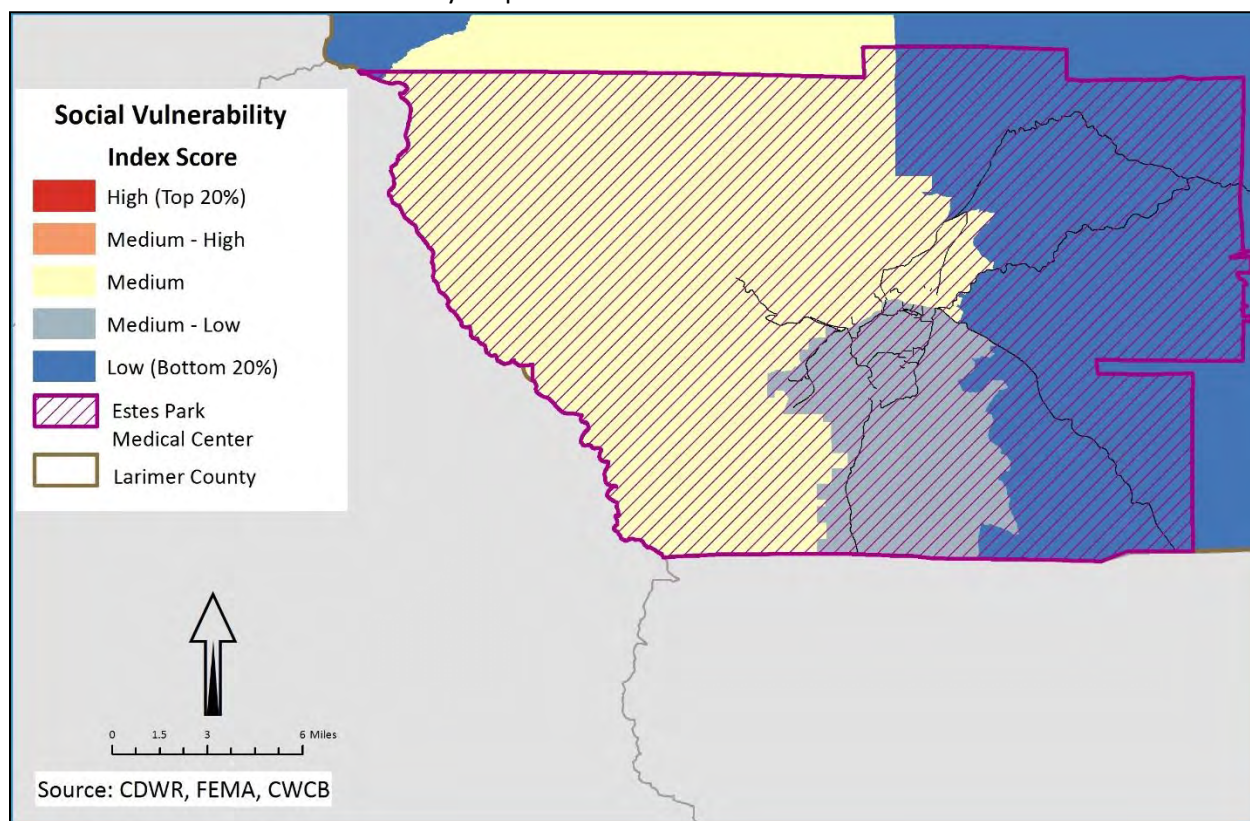 Social Vulnerability
Index Score
High (Top 20%)
Medium - High
Medium
Medium - Low
Low (Bottom 20%)
Estes Park
Medical Center
Larimer County
0 1.5 3 6 Miles
Source: CDWR, FEMA, CWCB